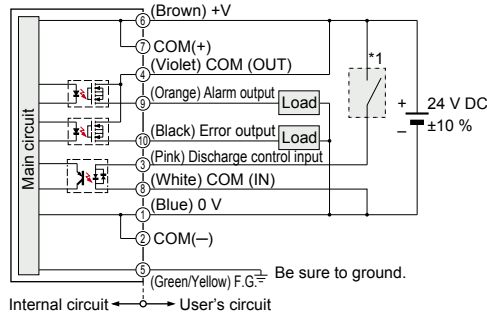 (Brown) +V
6
7 COM(+)
(Violet) COM (OUT)
4
*1
(Orange) Alarm output
9
Load
+ 24 V DC
– ±10 %
(Black) Error output
10
Load
(Pink) Discharge control input
3
(White) COM (IN)
8
(Blue) 0 V
1
2 COM(–)
5
(Green/Yellow) F.G.
Be sure to ground.
Main circuit
Internal circuit
User's circuit